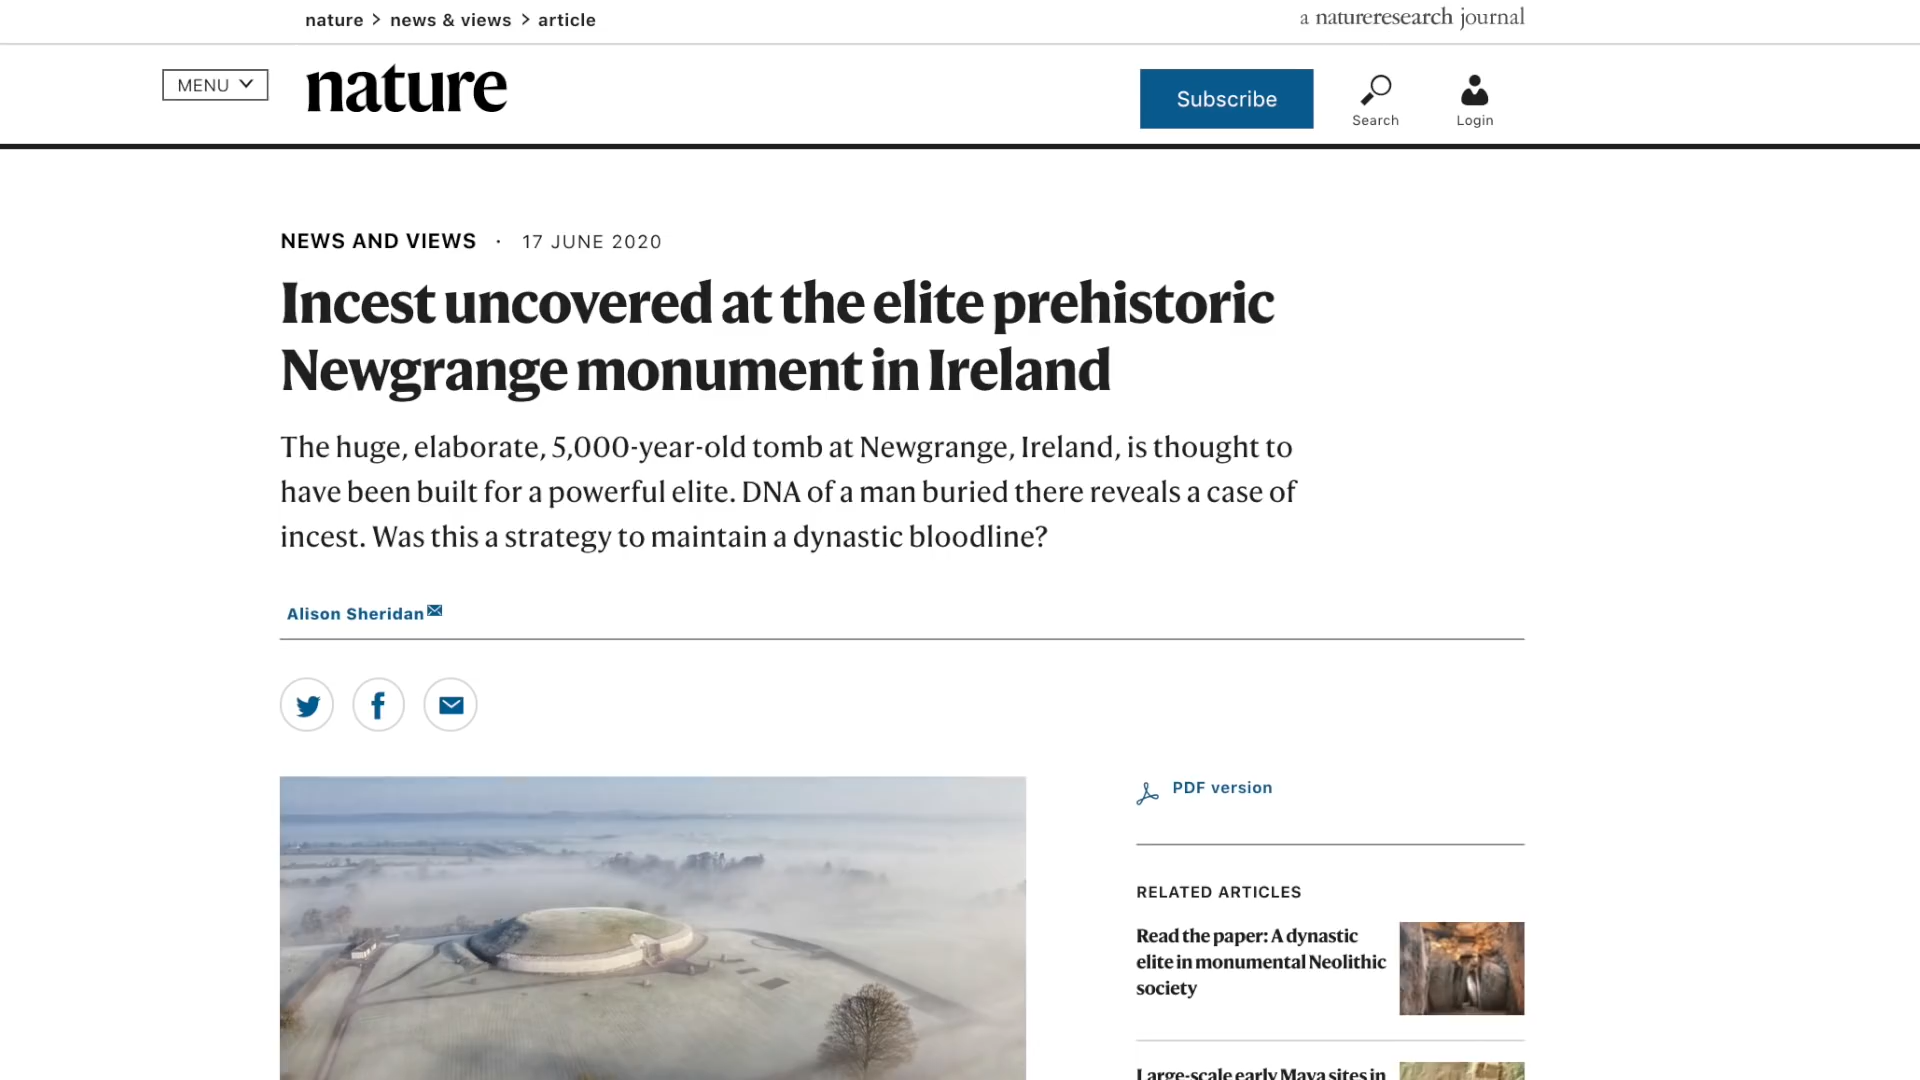 nature > news & views > article
a natureresearch journal
MENU
nature
Subscribe
Search
Login
NEWS AND VIEWS · 17 JUNE 2020
Incest uncovered at the elite prehistoric
Newgrange monument in Ireland
The huge, elaborate, 5,000-year-old tomb at Newgrange, Ireland, is thought to
have been built for a powerful elite. DNA of a man buried there reveals a case of
incest. Was this a strategy to maintain a dynastic bloodline?
Alison Sheridan
PDF version
RELATED ARTICLES
Read the paper: A dynastic
elite in monumental Neolithic
society
Large-scale early Maya sites in